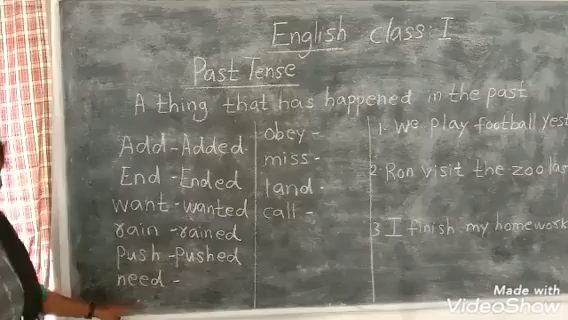 English class: I
Past Tense
A thing that has happened in the past
Add - Added
End - Ended
want - wanted
rain - rained
push - pushed
need -
obey -
miss -
land -
call -
1. We play football yest
2. Ron visit the zoo las
3 I finish my homework
Made with
VideoShow